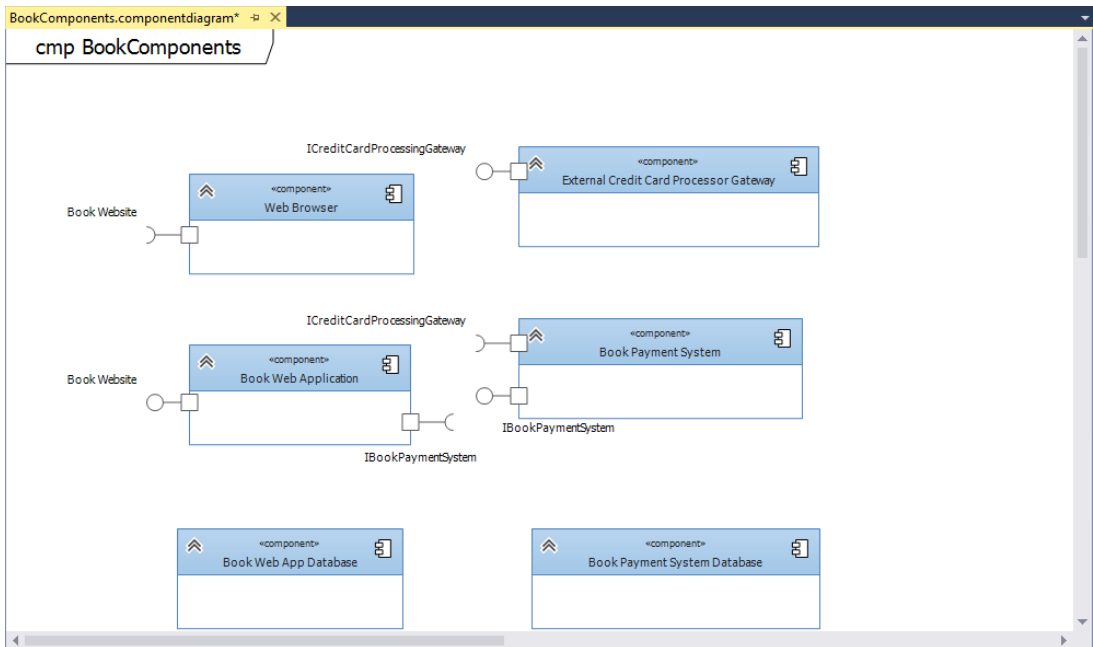 BookComponents.componentdiagram*
cmp BookComponents
ICreditCardProcessingGateway
«component»
External Credit Card Processor Gateway
«component»
Web Browser
Book Website
ICreditCardProcessingGateway
«component»
Book Payment System
«component»
Book Web Application
Book Website
IBookPaymentSystem
IBookPaymentSystem
«component»
Book Web App Database
«component»
Book Payment System Database